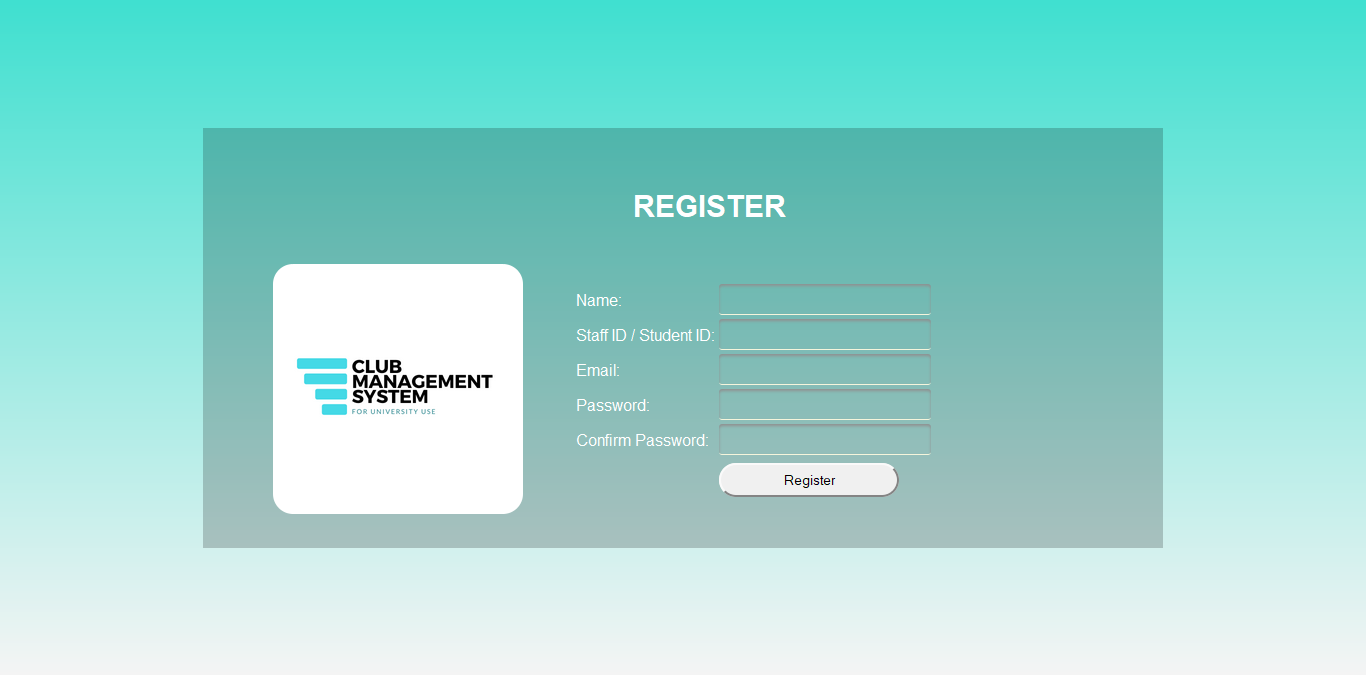 REGISTER
CLUB
MANAGEMENT
SYSTEM
FOR UNIVERSITY USE
Name:
Staff ID / Student ID:
Email:
Password:
Confirm Password:
Register